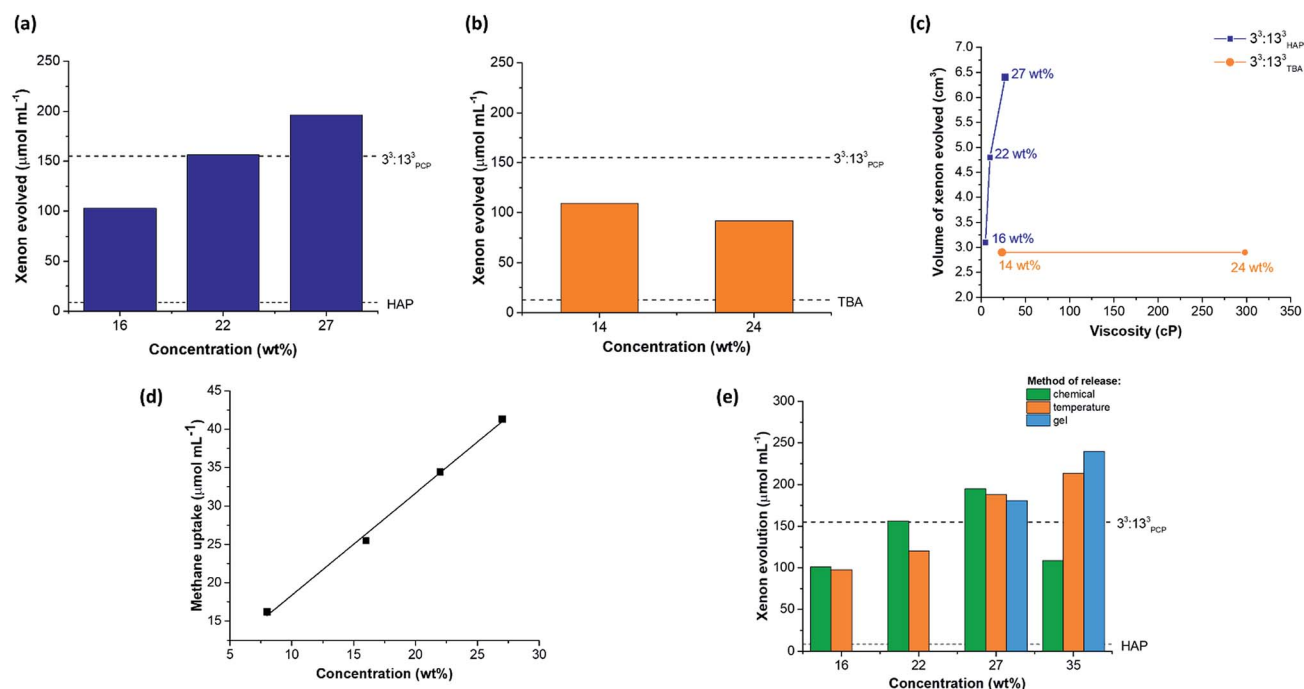 (a)
Xenon evolved (μmol mL⁻¹)
250
200
150
100
50
0
3³:13³PCP
HAP
16
22
27
Concentration (wt%)
(b)
Xenon evolved (μmol mL⁻¹)
250
200
150
100
50
0
3³:13³PCP
TBA
14
24
Concentration (wt%)
(c)
3³:13³HAP
3³:13³TBA
Volume of xenon evolved (cm³)
7.0
6.5
6.0
5.5
5.0
4.5
4.0
3.5
3.0
2.5
2.0
27 wt%
22 wt%
16 wt%
14 wt%
24 wt%
0
50
100
150
200
250
300
350
Viscosity (cP)
(d)
Methane uptake (μmol mL⁻¹)
45
40
35
30
25
20
15
5
10
15
20
25
30
Concentration (wt%)
(e)
Method of release:
chemical
temperature
gel
Xenon evolution (μmol mL⁻¹)
300
250
200
150
100
50
0
3³:13³PCP
HAP
16
22
27
35
Concentration (wt%)